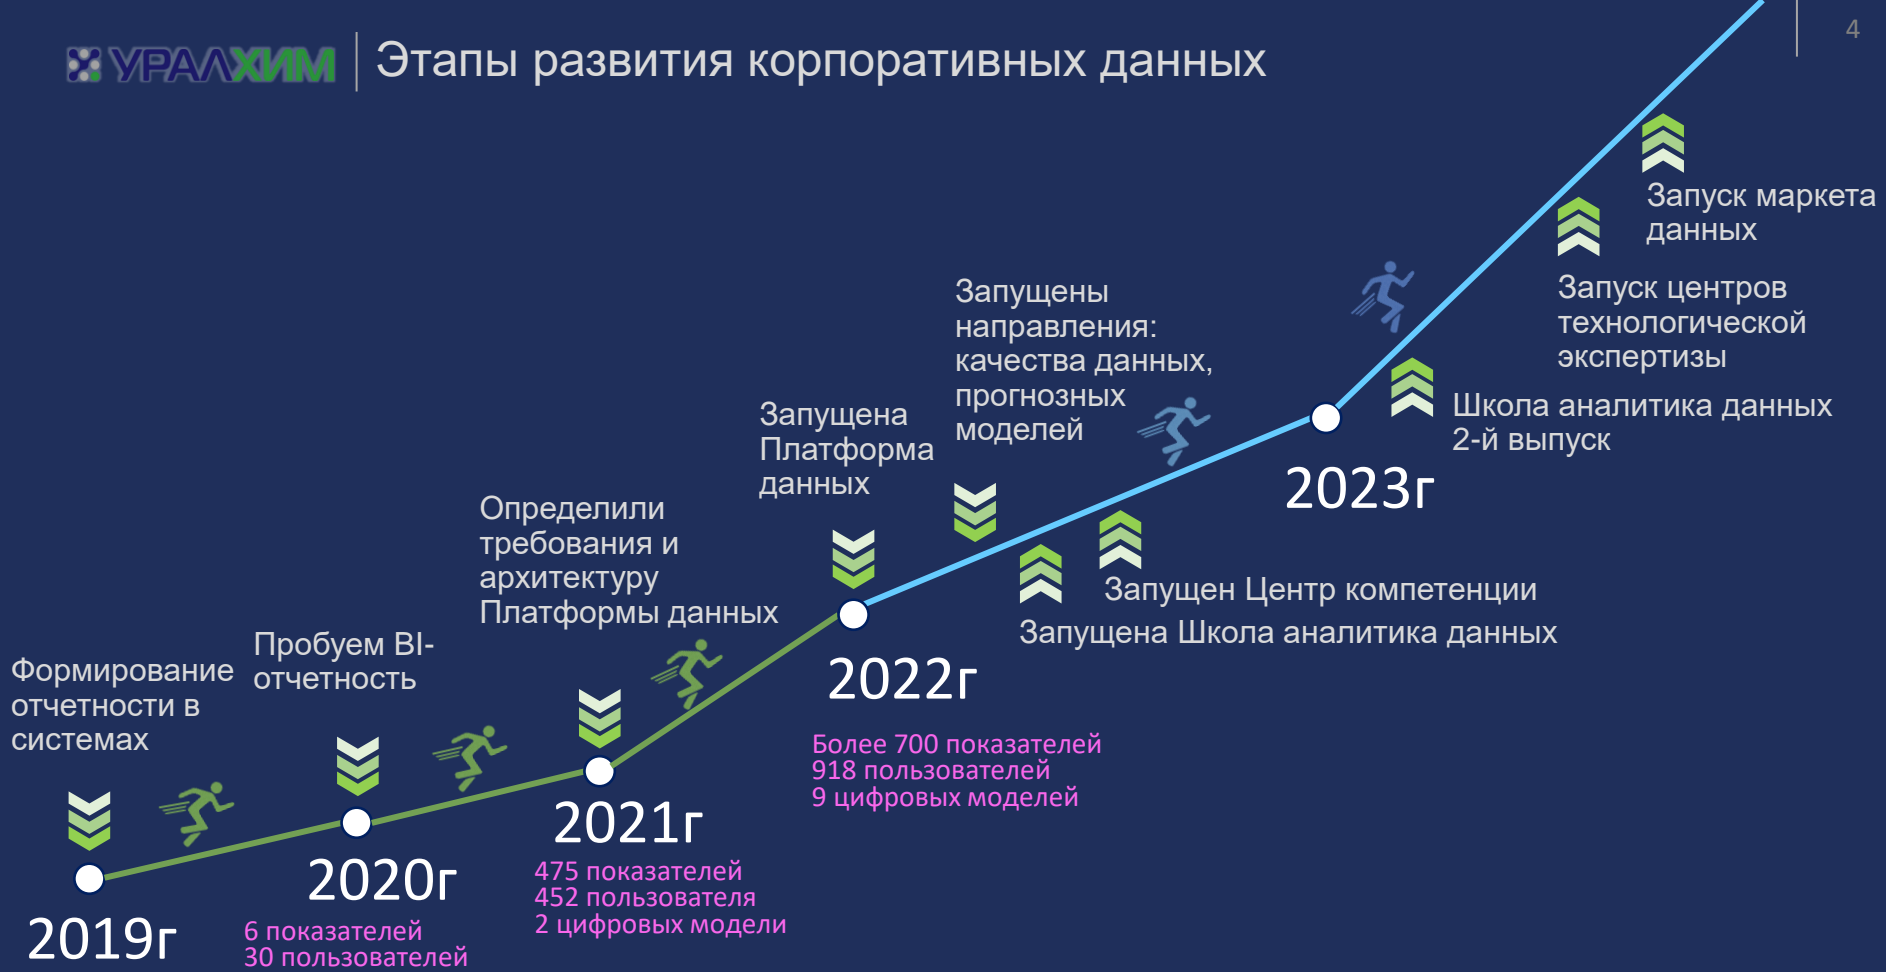 УРАЛХИМ
Этапы развития корпоративных данных
4
Формирование
отчетности в
системах
2019г
Пробуем BI-
отчетность
2020г
6 показателей
30 пользователей
Определили
требования и
архитектуру
Платформы данных
2021г
475 показателей
452 пользователя
2 цифровых модели
Запущена
Платформа
данных
2022г
Более 700 показателей
918 пользователей
9 цифровых моделей
Запущены
направления:
качества данных,
прогнозных
моделей
Запущен Центр компетенции
Запущена Школа аналитика данных
2023г
Школа аналитика данных
2-й выпуск
Запуск центров
технологической
экспертизы
Запуск маркета
данных